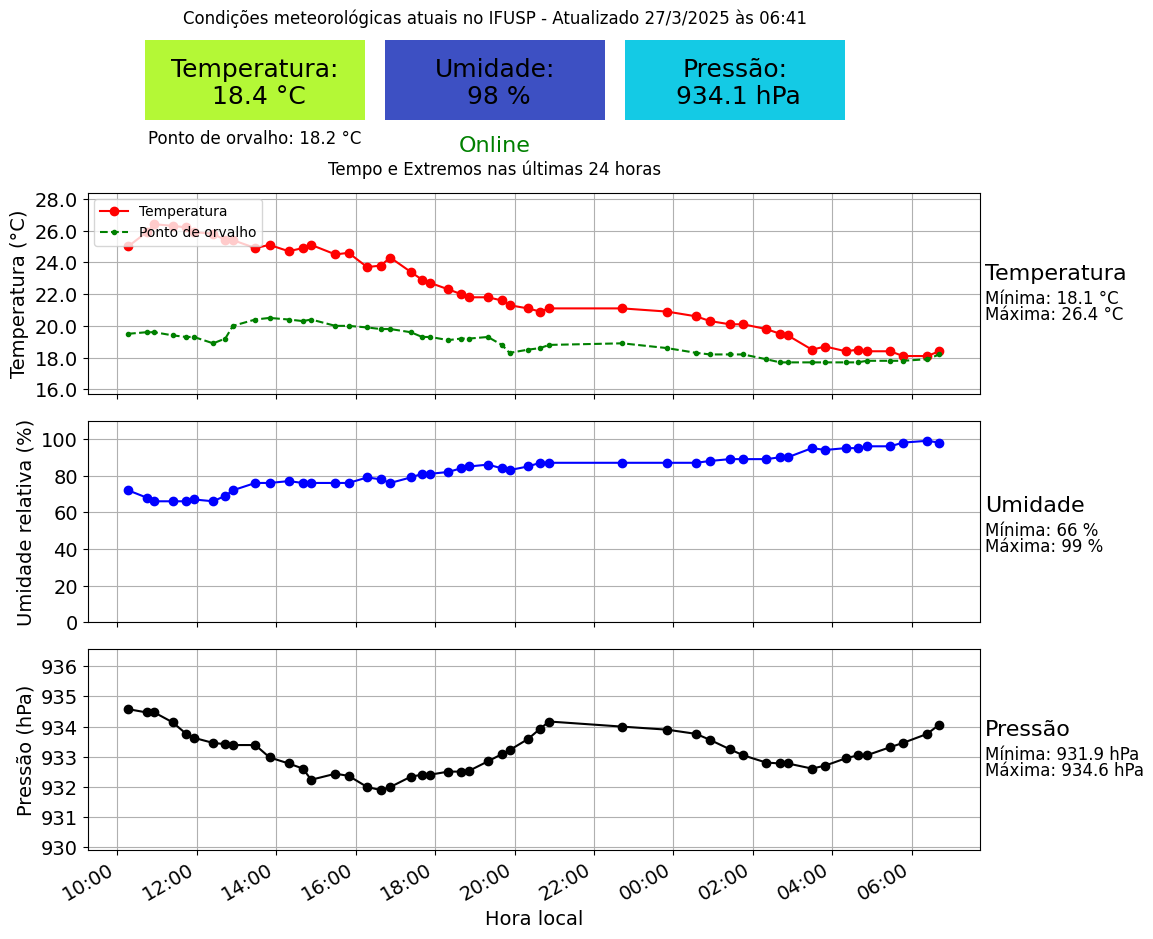 Condições meteorológicas atuais no IFUSP - Atualizado 27/3/2025 às 06:41
Temperatura:
18.4 °C
Umidade:
98 %
Pressão:
934.1 hPa
Ponto de orvalho: 18.2 °C
Online
Tempo e Extremos nas últimas 24 horas
Temperatura (°C)
28.0
26.0
24.0
22.0
20.0
18.0
16.0
Temperatura
Ponto de orvalho
Temperatura
Mínima: 18.1 °C
Máxima: 26.4 °C
Umidade relativa (%)
100
80
60
40
20
0
Umidade
Mínima: 66 %
Máxima: 99 %
Pressão (hPa)
936
935
934
933
932
931
930
Pressão
Mínima: 931.9 hPa
Máxima: 934.6 hPa
10:00
12:00
14:00
16:00
18:00
20:00
22:00
00:00
02:00
04:00
06:00
Hora local